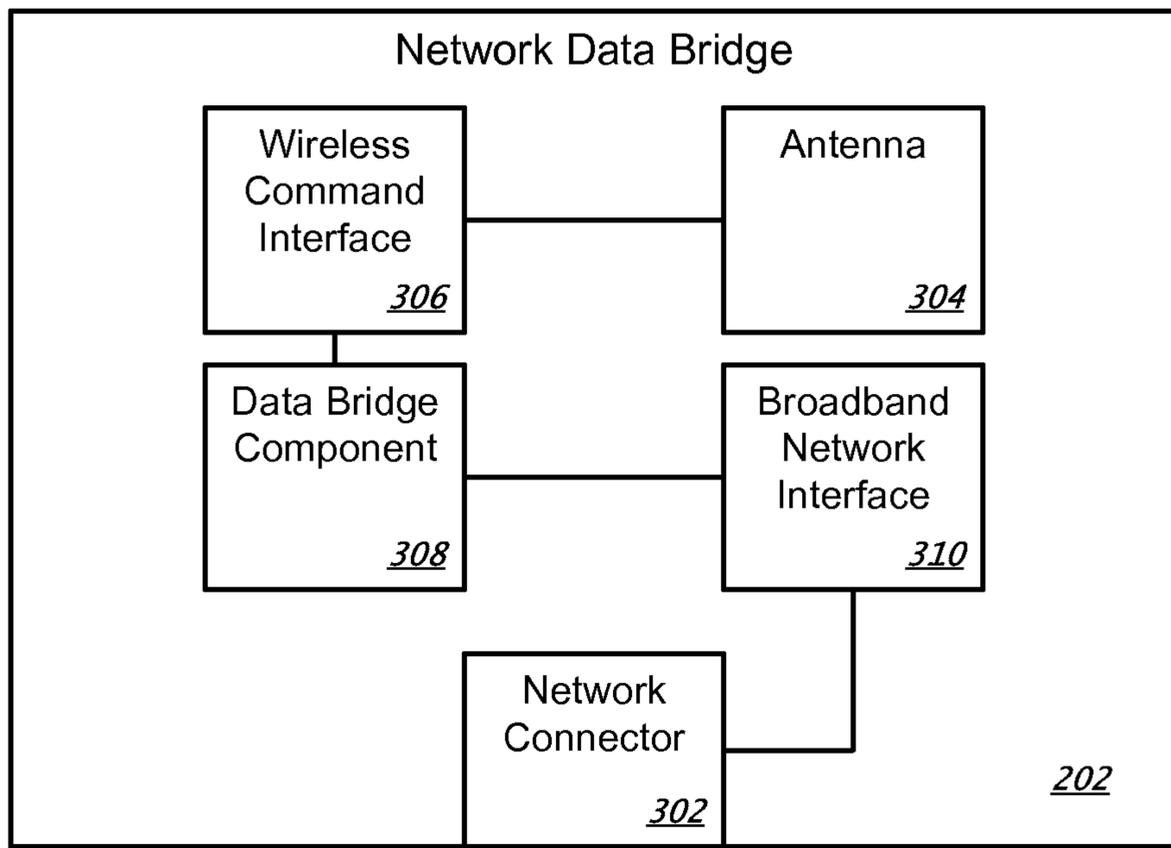 Network Data Bridge
Wireless
Command
Interface
306
Antenna
304
Data Bridge
Component
308
Broadband
Network
Interface
310
Network
Connector
302
202